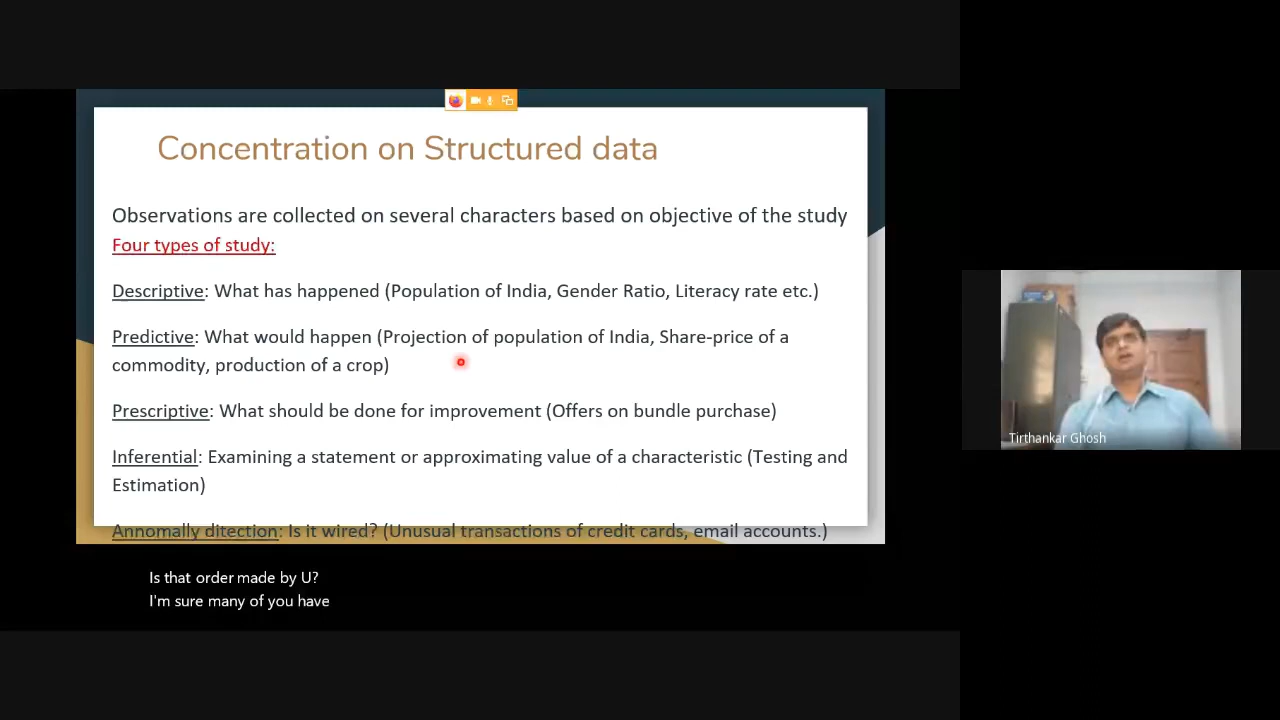 Concentration on Structured data
Observations are collected on several characters based on objective of the study
Four types of study:
Descriptive: What has happened (Population of India, Gender Ratio, Literacy rate etc.)
Predictive: What would happen (Projection of population of India, Share-price of a
commodity, production of a crop)
Prescriptive: What should be done for improvement (Offers on bundle purchase)
Inferential: Examining a statement or approximating value of a characteristic (Testing and
Estimation)
Annomally ditection: Is it wired? (Unusual transactions of credit cards, email accounts.)
Tirthankar Ghosh
Is that order made by U?
I'm sure many of you have